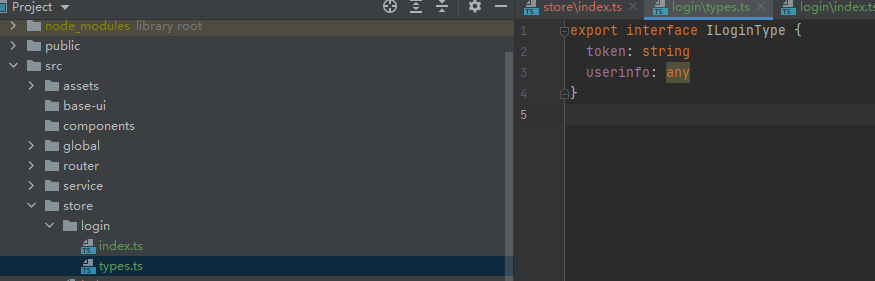 Project
node_modules library root
public
src
assets
base-ui
components
global
router
service
store
login
index.ts
types.ts
store\index.ts
login\types.ts
login\index.ts
1 export interface ILoginType {
2 token: string
3 userinfo: any
4 }
5